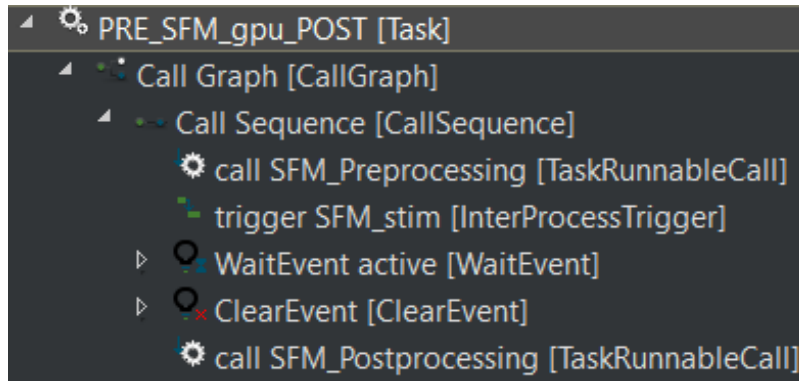 PRE_SFM_gpu_POST [Task]
Call Graph [CallGraph]
Call Sequence [CallSequence]
call SFM_Preprocessing [TaskRunnableCall]
trigger SFM_stim [InterProcessTrigger]
WaitEvent active [WaitEvent]
ClearEvent [ClearEvent]
call SFM_Postprocessing [TaskRunnableCall]